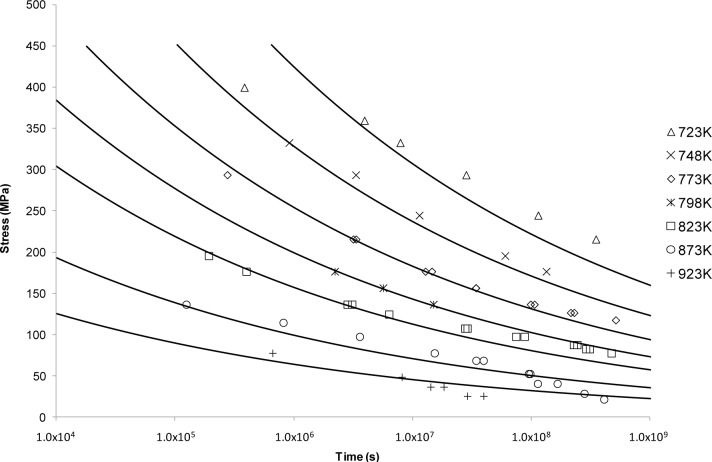 500
450
400
350
300
250
200
150
100
50
0
Stress (MPa)
1.0x10⁴ 1.0x10⁵ 1.0x10⁶ 1.0x10⁷ 1.0x10⁸ 1.0x10⁹
Time (s)
723K
748K
773K
798K
823K
873K
923K